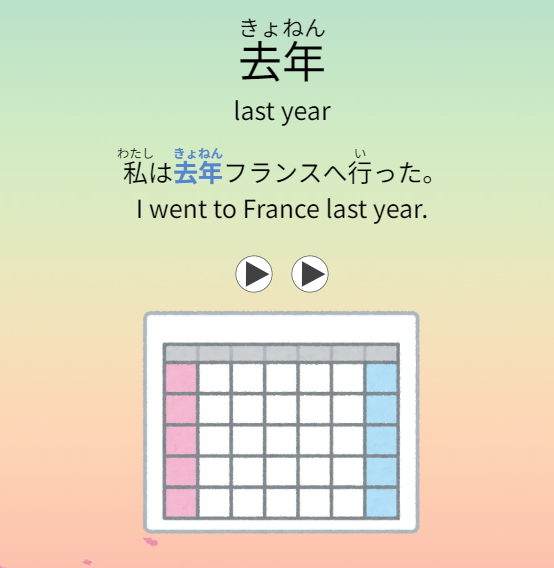 きょねん
去年
last year
わたし きょねん い
私は去年フランスへ行った。
I went to France last year.